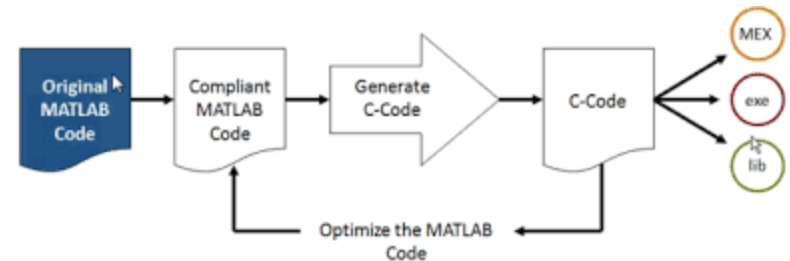 Original
MATLAB
Code
Compliant
MATLAB
Code
Generate
C-Code
C-Code
MEX
exe
lib
Optimize the MATLAB
Code